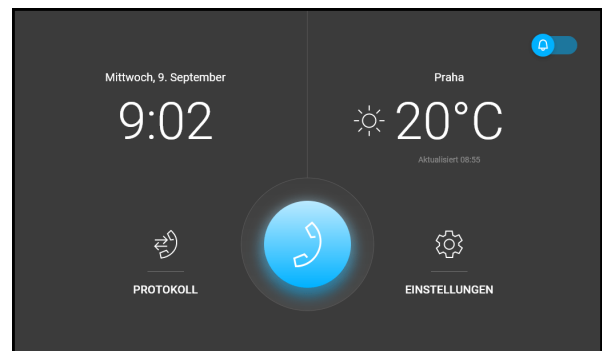 Mittwoch, 9. September
9:02
Praha
20°C
Aktualisiert 08:55
PROTOKOLL
EINSTELLUNGEN